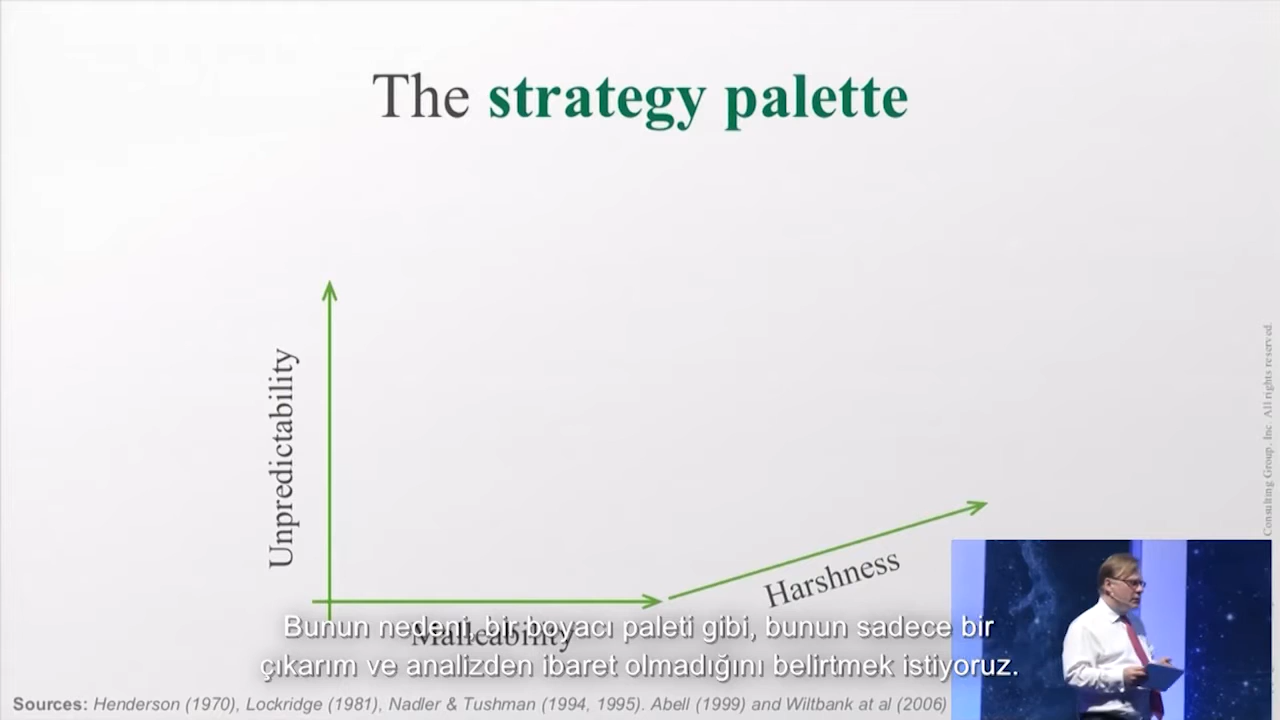 The strategy palette
Unpredictability
Malleability
Harshness
Bunun nedeni, bir boyacı paleti gibi, bunun sadece bir
çıkarım ve analizden ibaret olmadığını belirtmek istiyoruz.
Sources: Henderson (1970), Lockridge (1981), Nadler & Tushman (1994, 1995). Abell (1999) and Wiltbank at al (2006)
Consulting Group, Inc. All rights reserved.